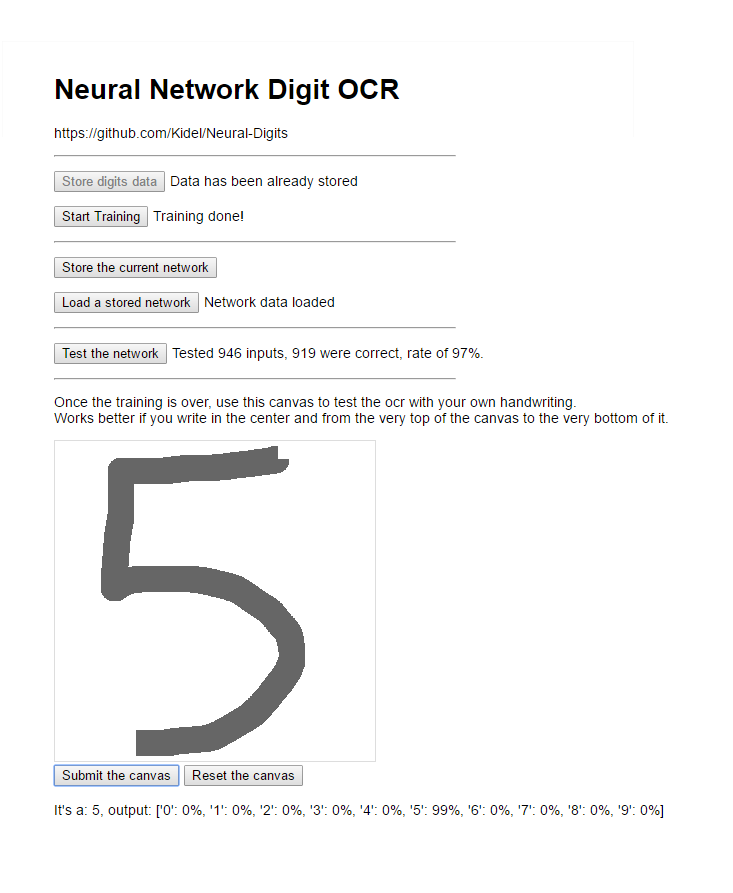 Neural Network Digit OCR
https://github.com/Kidel/Neural-Digits
Store digits data Data has been already stored
Start Training Training done!
Store the current network
Load a stored network Network data loaded
Test the network Tested 946 inputs, 919 were correct, rate of 97%.
Once the training is over, use this canvas to test the ocr with your own handwriting.
Works better if you write in the center and from the very top of the canvas to the very bottom of it.
5
Submit the canvas Reset the canvas
It's a: 5, output: ['0': 0%, '1': 0%, '2': 0%, '3': 0%, '4': 0%, '5': 99%, '6': 0%, '7': 0%, '8': 0%, '9': 0%]